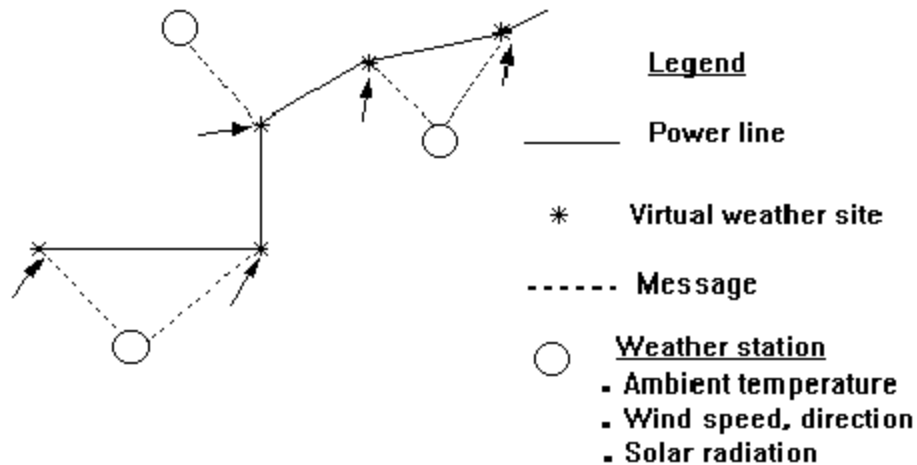 Legend
Power line
Virtual weather site
Message
Weather station
. Ambient temperature
. Wind speed, direction
. Solar radiation